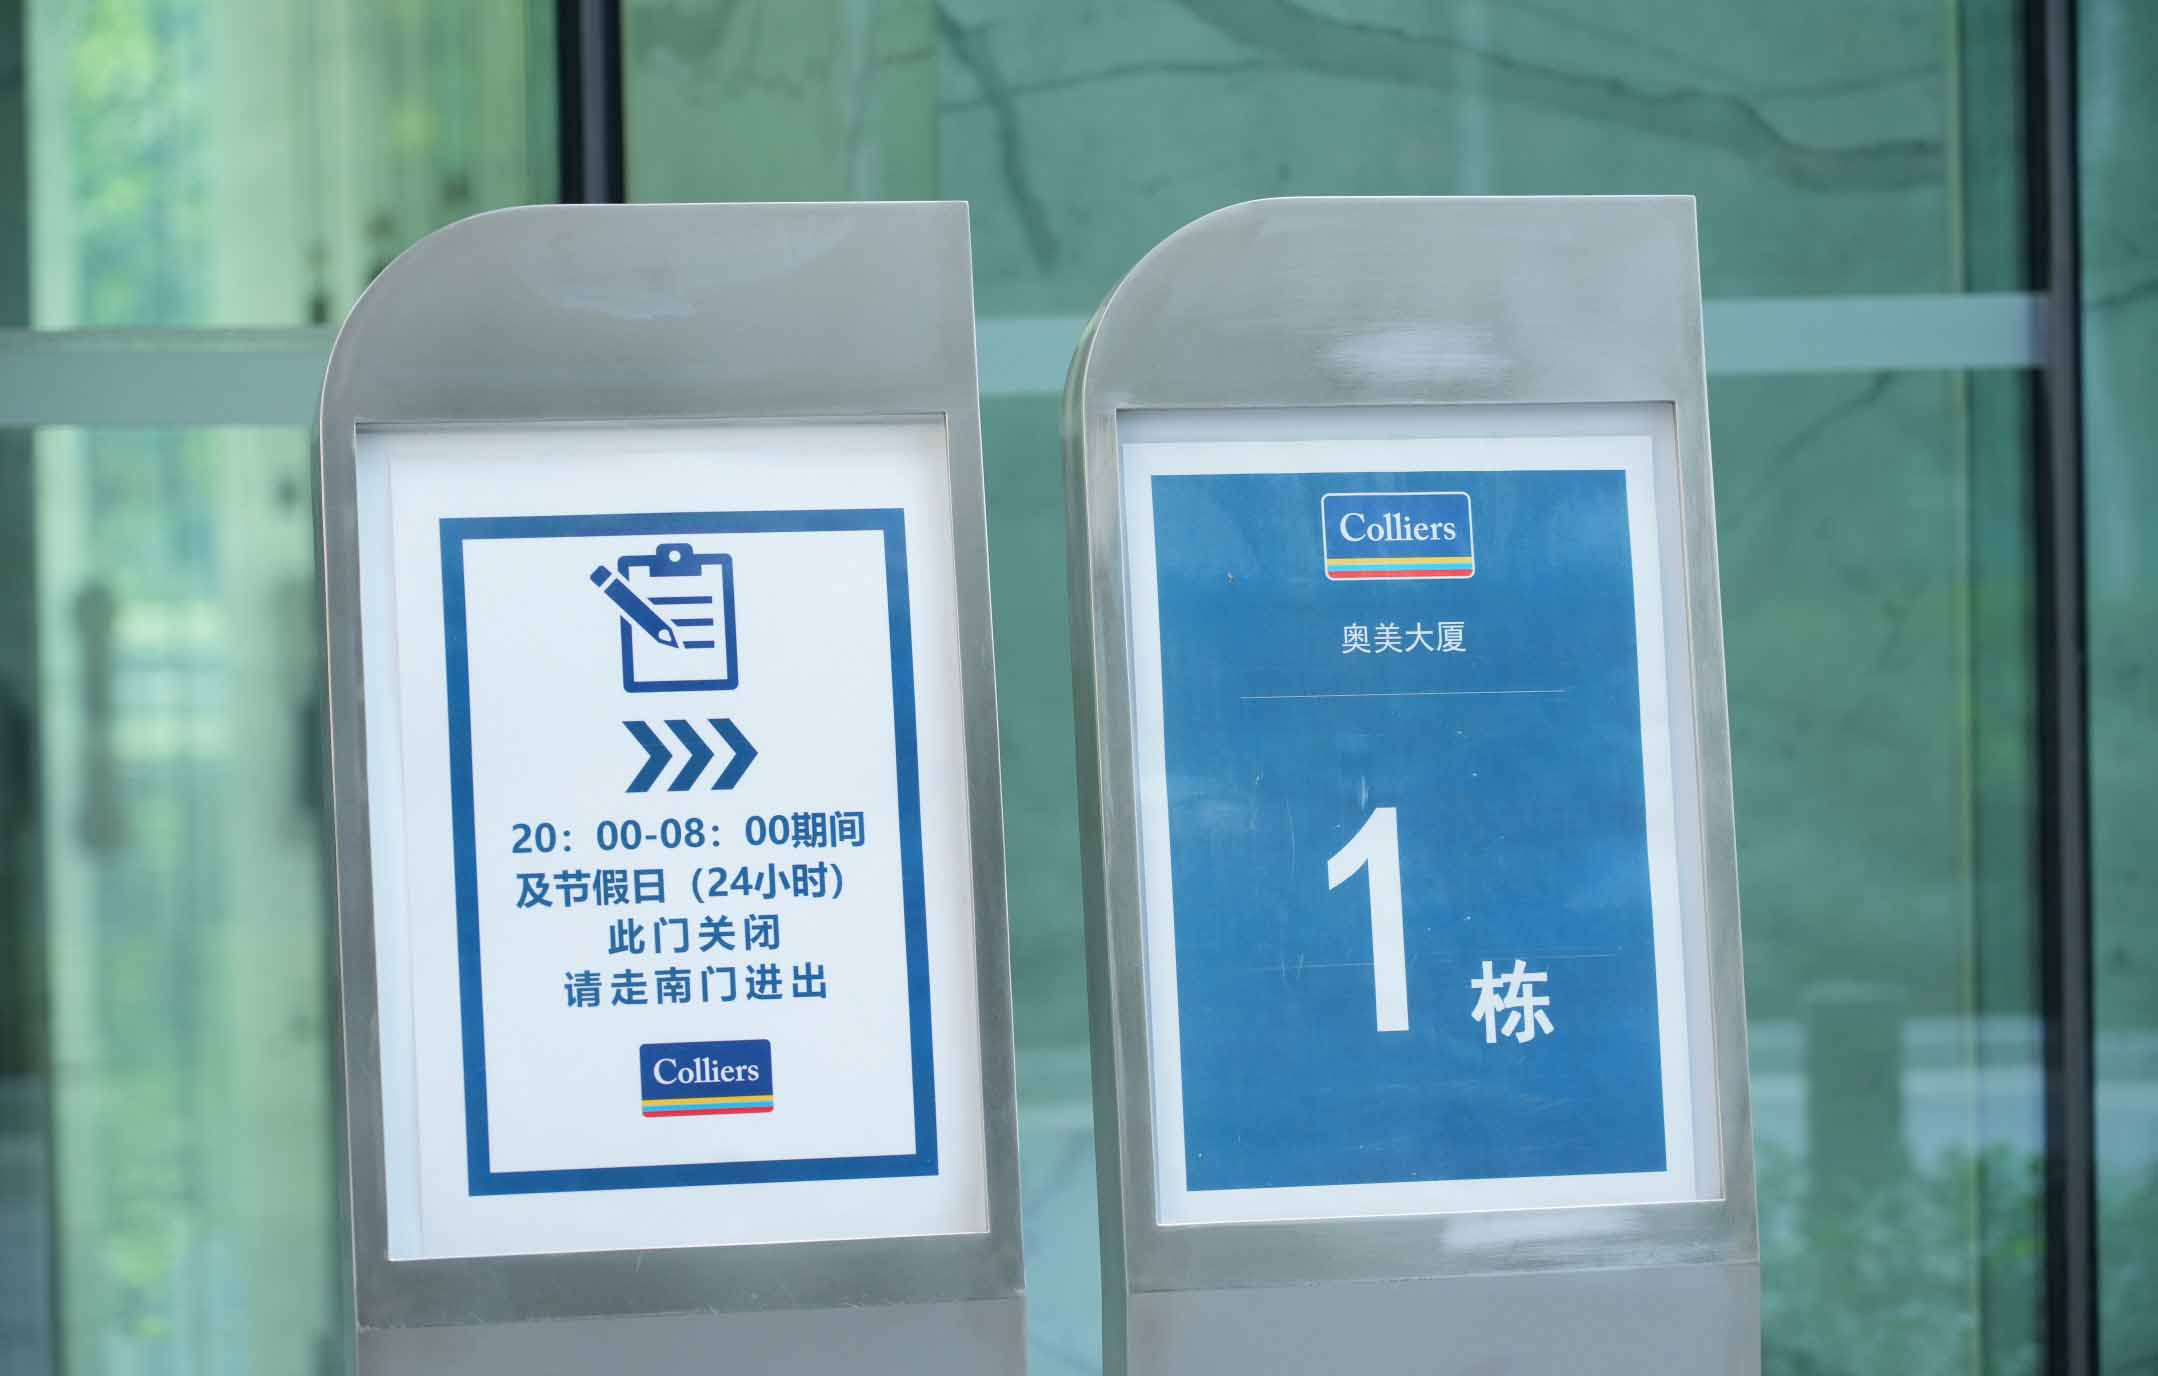 20：00-08：00期间
及节假日（24小时）
此门关闭
请走南门进出
Colliers
Colliers
奥美大厦
1栋